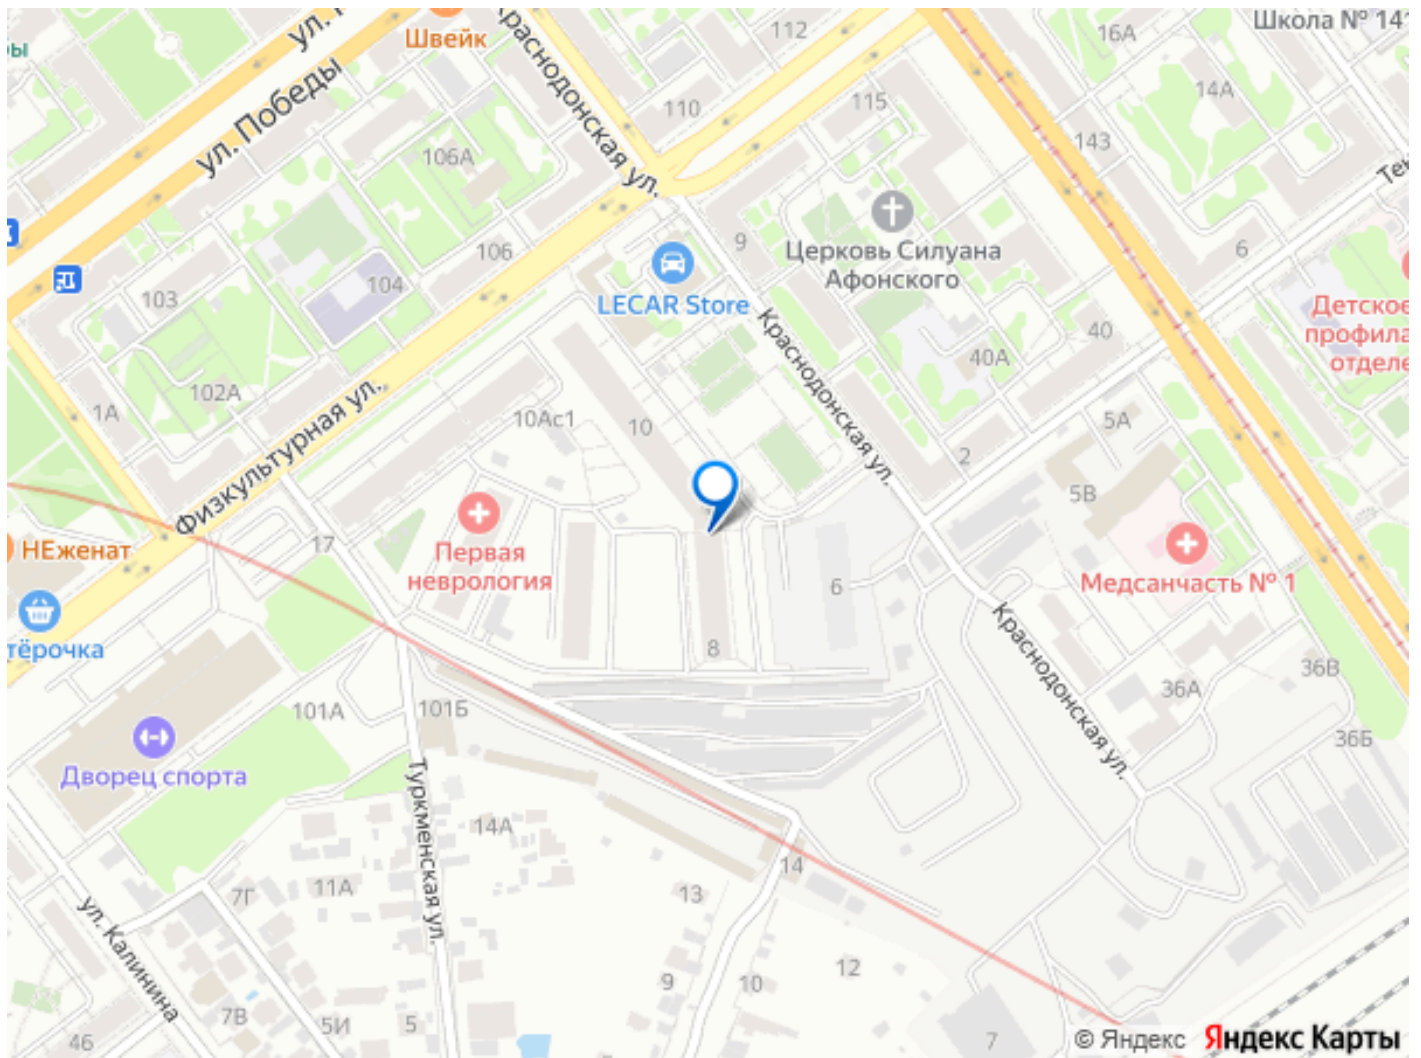 Школа № 141
112
16А
Швейк
Краснодонская ул.
ул. Победы
110
115
14А
143
106А
Церковь Силуана
Афонского
9
6
106
104
103
LECAR Store
Детское
профила
отделе
40
40А
102А
1А
Физкультурная ул.
Краснодонская ул.
10Ас1
10
5А
2
5В
НЕженат
17
Первая
неврология
Медсанчасть № 1
6
тёрочка
8
Краснодонская ул.
36В
36А
101А
101Б
36Б
Дворец спорта
Туркменская ул.
14А
14
7Г
11А
13
ул. Калинина
12
9
10
7В
5И
5
46
7
© Яндекс
Яндекс Карты